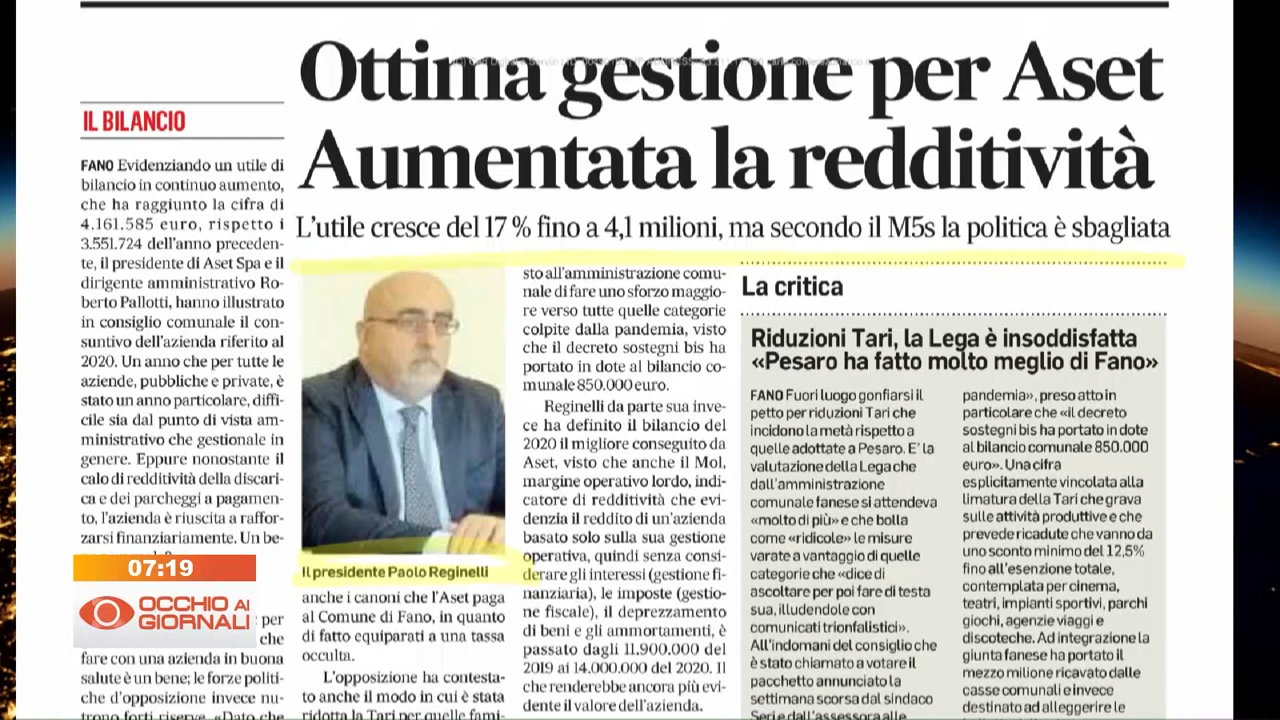 Ottima gestione per Aset
Aumentata la redditività
L'utile cresce del 17 % fino a 4,1 milioni, ma secondo il M5s la politica è sbagliata
IL BILANCIO
FANO Evidenziando un utile di
bilancio in continuo aumento,
che ha raggiunto la cifra di
4.161.585 euro, rispetto i
3.551.724 dell'anno preceden-
te, il presidente di Aset Spa e il
dirigente amministrativo Ro-
berto Pallotti, hanno illustrato
in consiglio comunale il con-
suntivo dell'azienda riferito al
2020. Un anno che per tutte le
aziende, pubbliche e private, è
stato un anno particolare, diffi-
cile sia dal punto di vista am-
ministrativo che gestionale in
genere. Eppure nonostante il
calo di redditività della discari-
ca e dei parcheggi a pagamen-
to, l'azienda è riuscita a raffor-
zarsi finanziariamente. Un be-
07:19
OCCHIO AI
GIORNALI
per
che
fare con una azienda in buona
salute è un bene; le forze politi-
che d'opposizione invece nu-
trono forti riserve. «Dato che
Il presidente Paolo Reginelli
anche i canoni che l'Aset paga
al Comune di Fano, in quanto
di fatto equiparati a una tassa
occulta.
L'opposizione ha contesta-
to anche il modo in cui è stata
ridotta la Tari per quelle fami-
sto all'amministrazione comu-
nale di fare uno sforzo maggio-
re verso tutte quelle categorie
colpite dalla pandemia, visto
che il decreto sostegni bis ha
portato in dote al bilancio co-
munale 850.000 euro.
Reginelli da parte sua inve-
ce ha definito il bilancio del
2020 il migliore conseguito da
Aset, visto che anche il Mol,
margine operativo lordo, indi-
catore di redditività che evi-
denzia il reddito di un'azienda
basato solo sulla sua gestione
operativa, quindi senza consi-
derare gli interessi (gestione fi-
nanziaria), le imposte (gestio-
ne fiscale), il deprezzamento
di beni e gli ammortamenti, è
passato dagli 11.900.000 del
2019 ai 14.000.000 del 2020. Il
che renderebbe ancora più evi-
dente il valore dell'azienda.
La critica
Riduzioni Tari, la Lega è insoddisfatta
«Pesaro ha fatto molto meglio di Fano»
FANO Fuori luogo gonfiarsi il
petto per riduzioni Tari che
incidono la metà rispetto a
quelle adottate a Pesaro. E' la
valutazione della Lega che
dall'amministrazione
comunale fanese si attendeva
«molto di più» e che bolla
come «ridicole» le misure
varate a vantaggio di quelle
categorie che «dice di
ascoltare per poi fare di testa
sua, illudendole con
comunicati trionfalistici».
All'indomani del consiglio che
è stato chiamato a votare il
pacchetto annunciato la
settimana scorsa dal sindaco
Seri e dall'assessora alle
pandemia», preso atto in
particolare che «il decreto
sostegni bis ha portato in dote
al bilancio comunale 850.000
euro». Una cifra
esplicitamente vincolata alla
limatura della Tari che grava
sulle attività produttive e che
prevede ricadute che vanno da
uno sconto minimo del 12,5%
fino all'esenzione totale,
contemplata per cinema,
teatri, impianti sportivi, parchi
giochi, agenzie viaggi e
discoteche. Ad integrazione la
giunta fanese ha portato il
mezzo milione ricavato dalle
casse comunali e invece
destinato ad alleggerire le